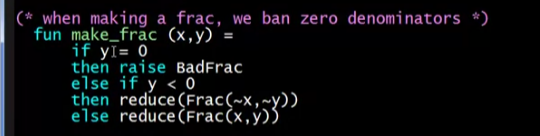 (* when making a frac, we ban zero denominators *)
fun make_frac (x,y) =
if y = 0
then raise BadFrac
else if y < 0
then reduce(Frac(~x,~y))
else reduce(Frac(x,y))